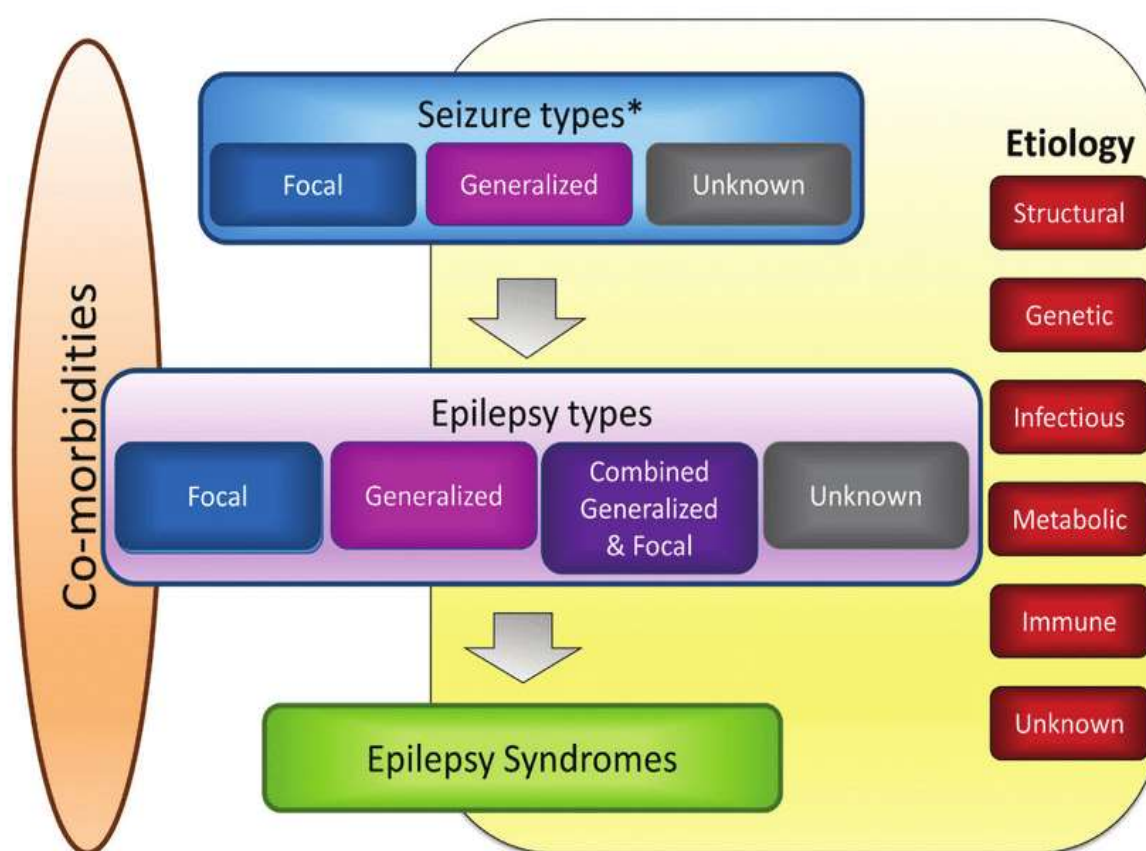 Co-morbidities
Seizure types*
Focal
Generalized
Unknown
Epilepsy types
Focal
Generalized
Combined
Generalized
& Focal
Unknown
Epilepsy Syndromes
Etiology
Structural
Genetic
Infectious
Metabolic
Immune
Unknown